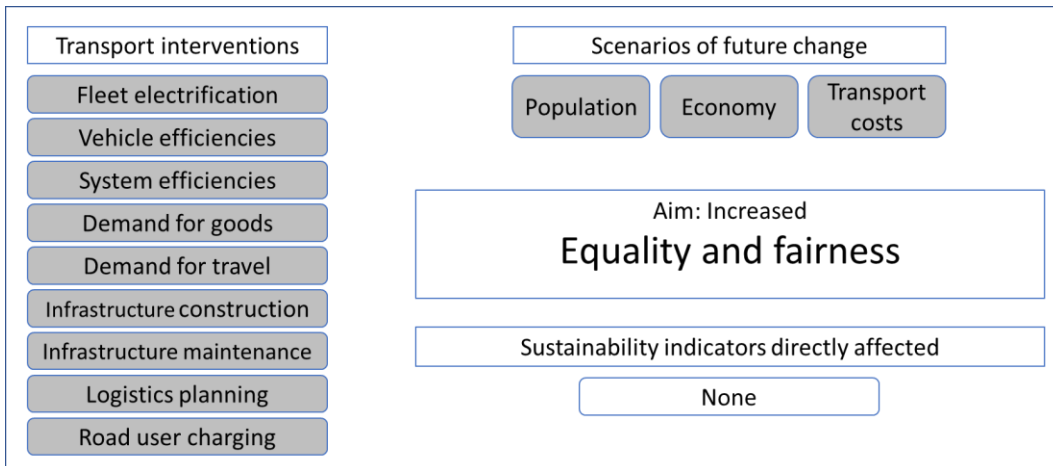 Transport interventions
Fleet electrification
Vehicle efficiencies
System efficiencies
Demand for goods
Demand for travel
Infrastructure construction
Infrastructure maintenance
Logistics planning
Road user charging
Scenarios of future change
Population
Economy
Transport
costs
Aim: Increased
Equality and fairness
Sustainability indicators directly affected
None